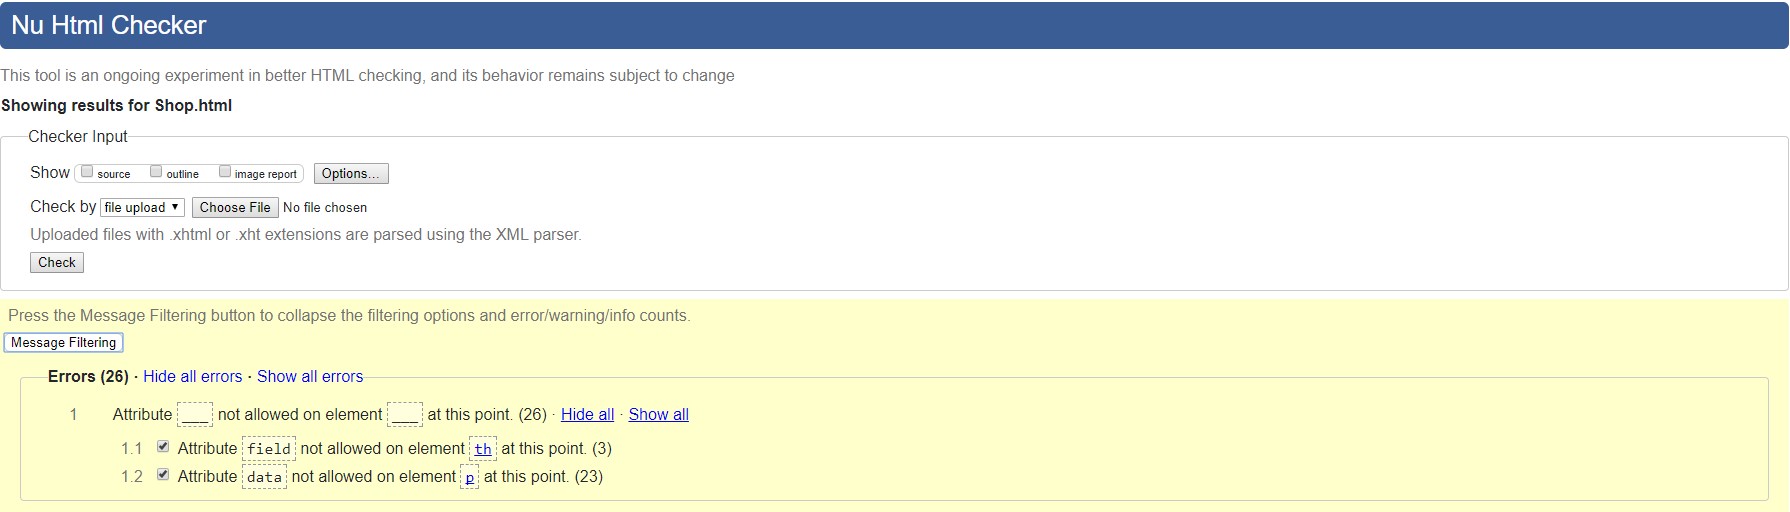 Nu Html Checker
This tool is an ongoing experiment in better HTML checking, and its behavior remains subject to change
Showing results for Shop.html
Checker Input
Show source outline image report Options...
Check by file upload ▼ Choose File No file chosen
Uploaded files with .xhtml or .xht extensions are parsed using the XML parser.
Check
Press the Message Filtering button to collapse the filtering options and error/warning/info counts.
Message Filtering
Errors (26) · Hide all errors · Show all errors
1 Attribute ___ not allowed on element ___ at this point. (26) · Hide all · Show all
1.1 Attribute field not allowed on element th at this point. (3)
1.2 Attribute data not allowed on element p at this point. (23)